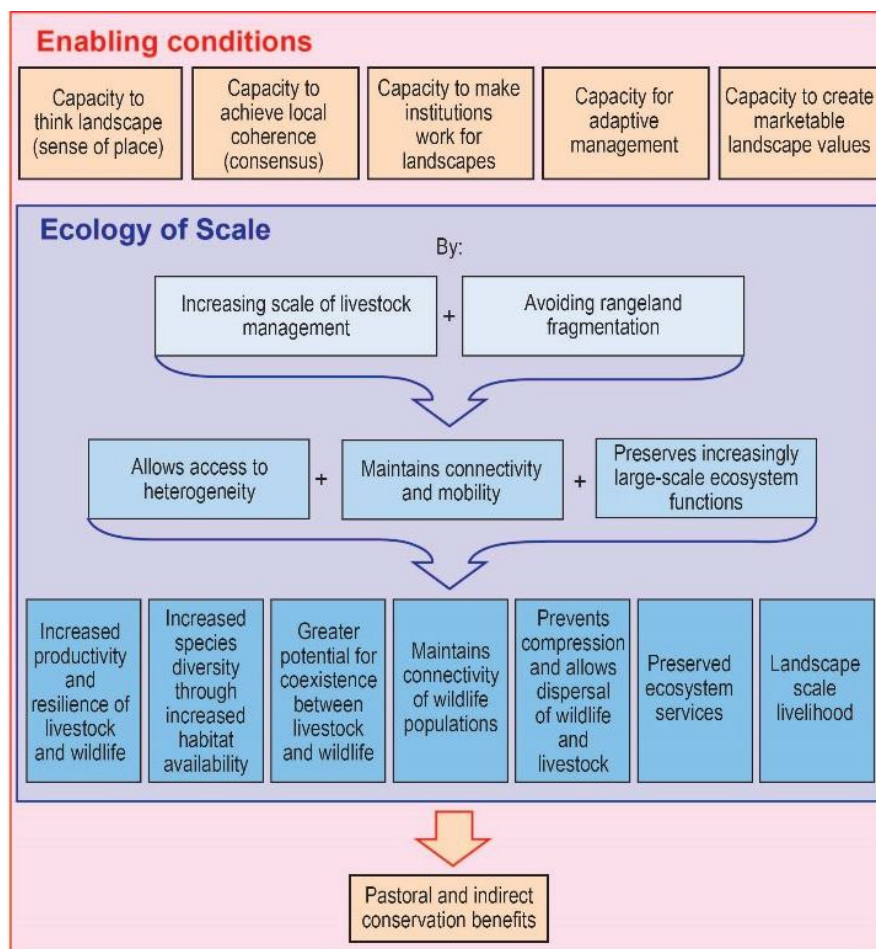 Enabling conditions
Capacity to
think landscape
(sense of place)
Capacity to
achieve local
coherence
(consensus)
Capacity to make
institutions
work for
landscapes
Capacity for
adaptive
management
Capacity to create
marketable
landscape values
Ecology of Scale
By:
Increasing scale of livestock
management
+
Avoiding rangeland
fragmentation
Allows access to
heterogeneity
+
Maintains connectivity
and mobility
+
Preserves increasingly
large-scale ecosystem
functions
Increased
productivity
and
resilience of
livestock
and wildlife
Increased
species
diversity
through
increased
habitat
availability
Greater
potential for
coexistence
between
livestock
and wildlife
Maintains
connectivity
of wildlife
populations
Prevents
compression
and allows
dispersal
of wildlife
and
livestock
Preserved
ecosystem
services
Landscape
scale
livelihood
Pastoral and indirect
conservation benefits